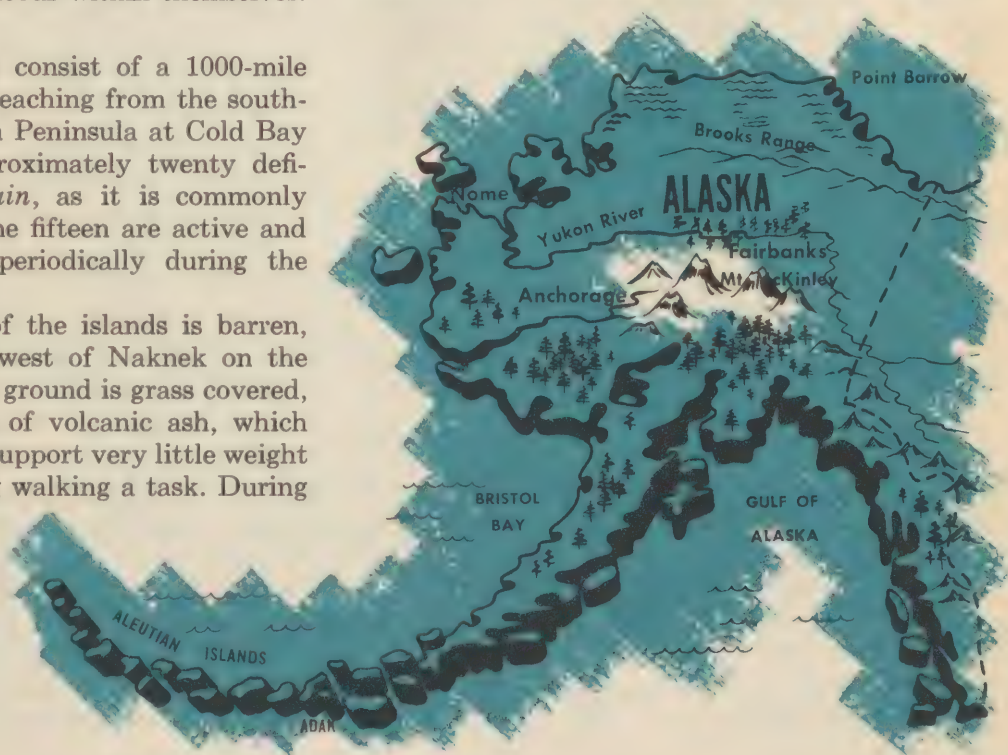 consist of a 1000-mile
eaching from the south-
Peninsula at Cold Bay
roximately twenty defi-
ain, as it is commonly
ne fifteen are active and
periodically during the
of the islands is barren,
west of Naknek on the
ground is grass covered,
of volcanic ash, which
upport very little weight
walking a task. During
Point Barrow
Brooks Range
Nome
ALASKA
Yukon River
Fairbanks
Mt. McKinley
Anchorage
BRISTOL
BAY
GULF OF
ALASKA
ALEUTIAN
ISLANDS
ADAK